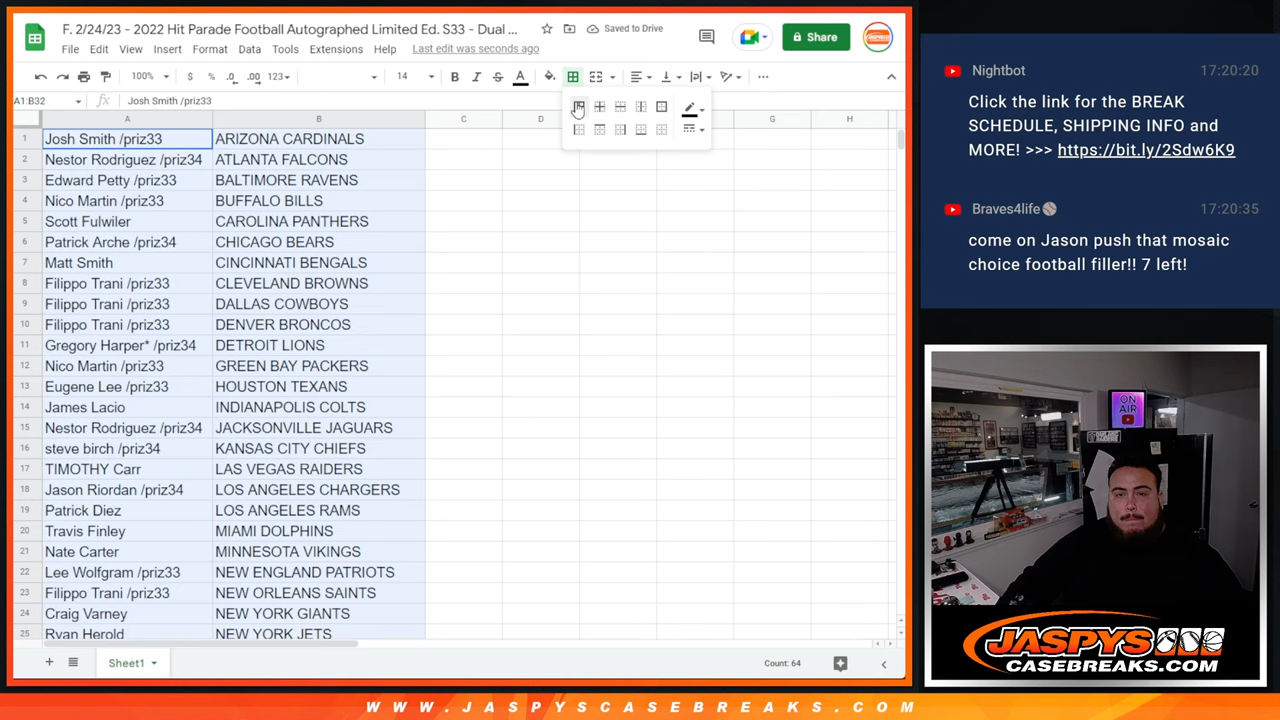 F. 2/24/23 - 2022 Hit Parade Football Autographed Limited Ed. S33 - Dual ...
Saved to Drive
Share
File Edit View Insert Format Data Tools Extensions Help Last edit was seconds ago
100% $ % .0 .00 123 14 B I S A
A1:B32 fx Josh Smith /priz33
A B C D E F G H
1 Josh Smith /priz33 ARIZONA CARDINALS
2 Nestor Rodriguez /priz34 ATLANTA FALCONS
3 Edward Petty /priz33 BALTIMORE RAVENS
4 Nico Martin /priz33 BUFFALO BILLS
5 Scott Fulwiler CAROLINA PANTHERS
6 Patrick Arche /priz34 CHICAGO BEARS
7 Matt Smith CINCINNATI BENGALS
8 Filippo Trani /priz33 CLEVELAND BROWNS
9 Filippo Trani /priz33 DALLAS COWBOYS
10 Filippo Trani /priz33 DENVER BRONCOS
11 Gregory Harper* /priz34 DETROIT LIONS
12 Nico Martin /priz33 GREEN BAY PACKERS
13 Eugene Lee /priz33 HOUSTON TEXANS
14 James Lacio INDIANAPOLIS COLTS
15 Nestor Rodriguez /priz34 JACKSONVILLE JAGUARS
16 steve birch /priz34 KANSAS CITY CHIEFS
17 TIMOTHY Carr LAS VEGAS RAIDERS
18 Jason Riordan /priz34 LOS ANGELES CHARGERS
19 Patrick Diez LOS ANGELES RAMS
20 Travis Finley MIAMI DOLPHINS
21 Nate Carter MINNESOTA VIKINGS
22 Lee Wolfgram /priz33 NEW ENGLAND PATRIOTS
23 Filippo Trani /priz33 NEW ORLEANS SAINTS
24 Craig Varney NEW YORK GIANTS
25 Ryan Herold NEW YORK JETS
Sheet1
Count: 64
Nightbot 17:20:20
Click the link for the BREAK
SCHEDULE, SHIPPING INFO and
MORE! >>> https://bit.ly/2Sdw6K9
Braves4life⚾ 17:20:35
come on Jason push that mosaic
choice football filler!! 7 left!
ON
AIR
JASPYS
CASEBREAKS.COM
WWW.JASPYSCASEBREAKS.COM